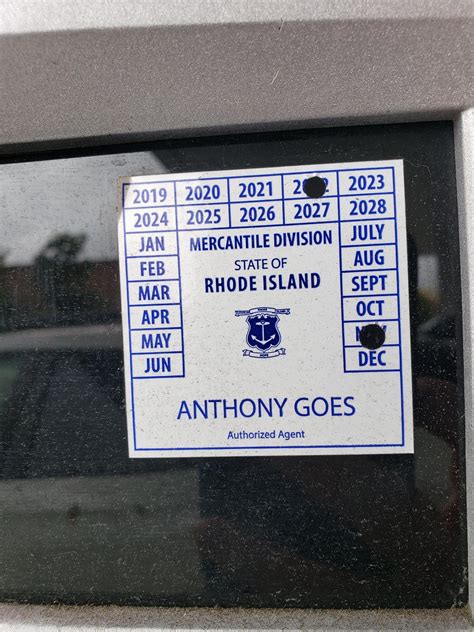 2019 2020 2021 2023
2024 2025 2026 2027 2028
JAN MERCANTILE DIVISION JULY
FEB STATE OF AUG
MAR RHODE ISLAND SEPT
APR OCT
MAY
JUN DEC
ANTHONY GOES
Authorized Agent